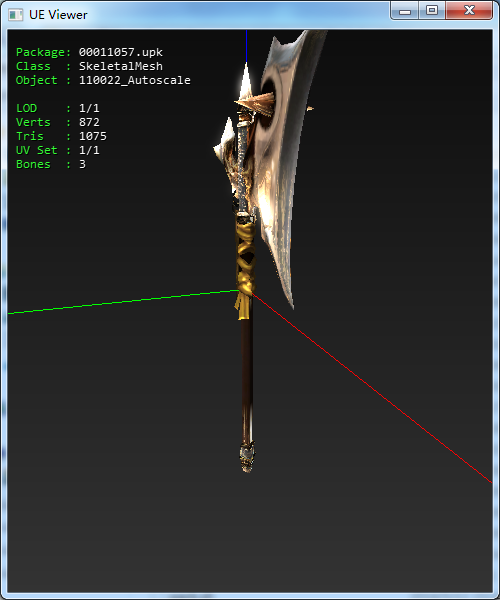 UE Viewer
Package: 00011057.upk
Class  : SkeletalMesh
Object : 110022_Autoscale
LOD    : 1/1
Verts  : 872
Tris   : 1075
UV Set : 1/1
Bones  : 3